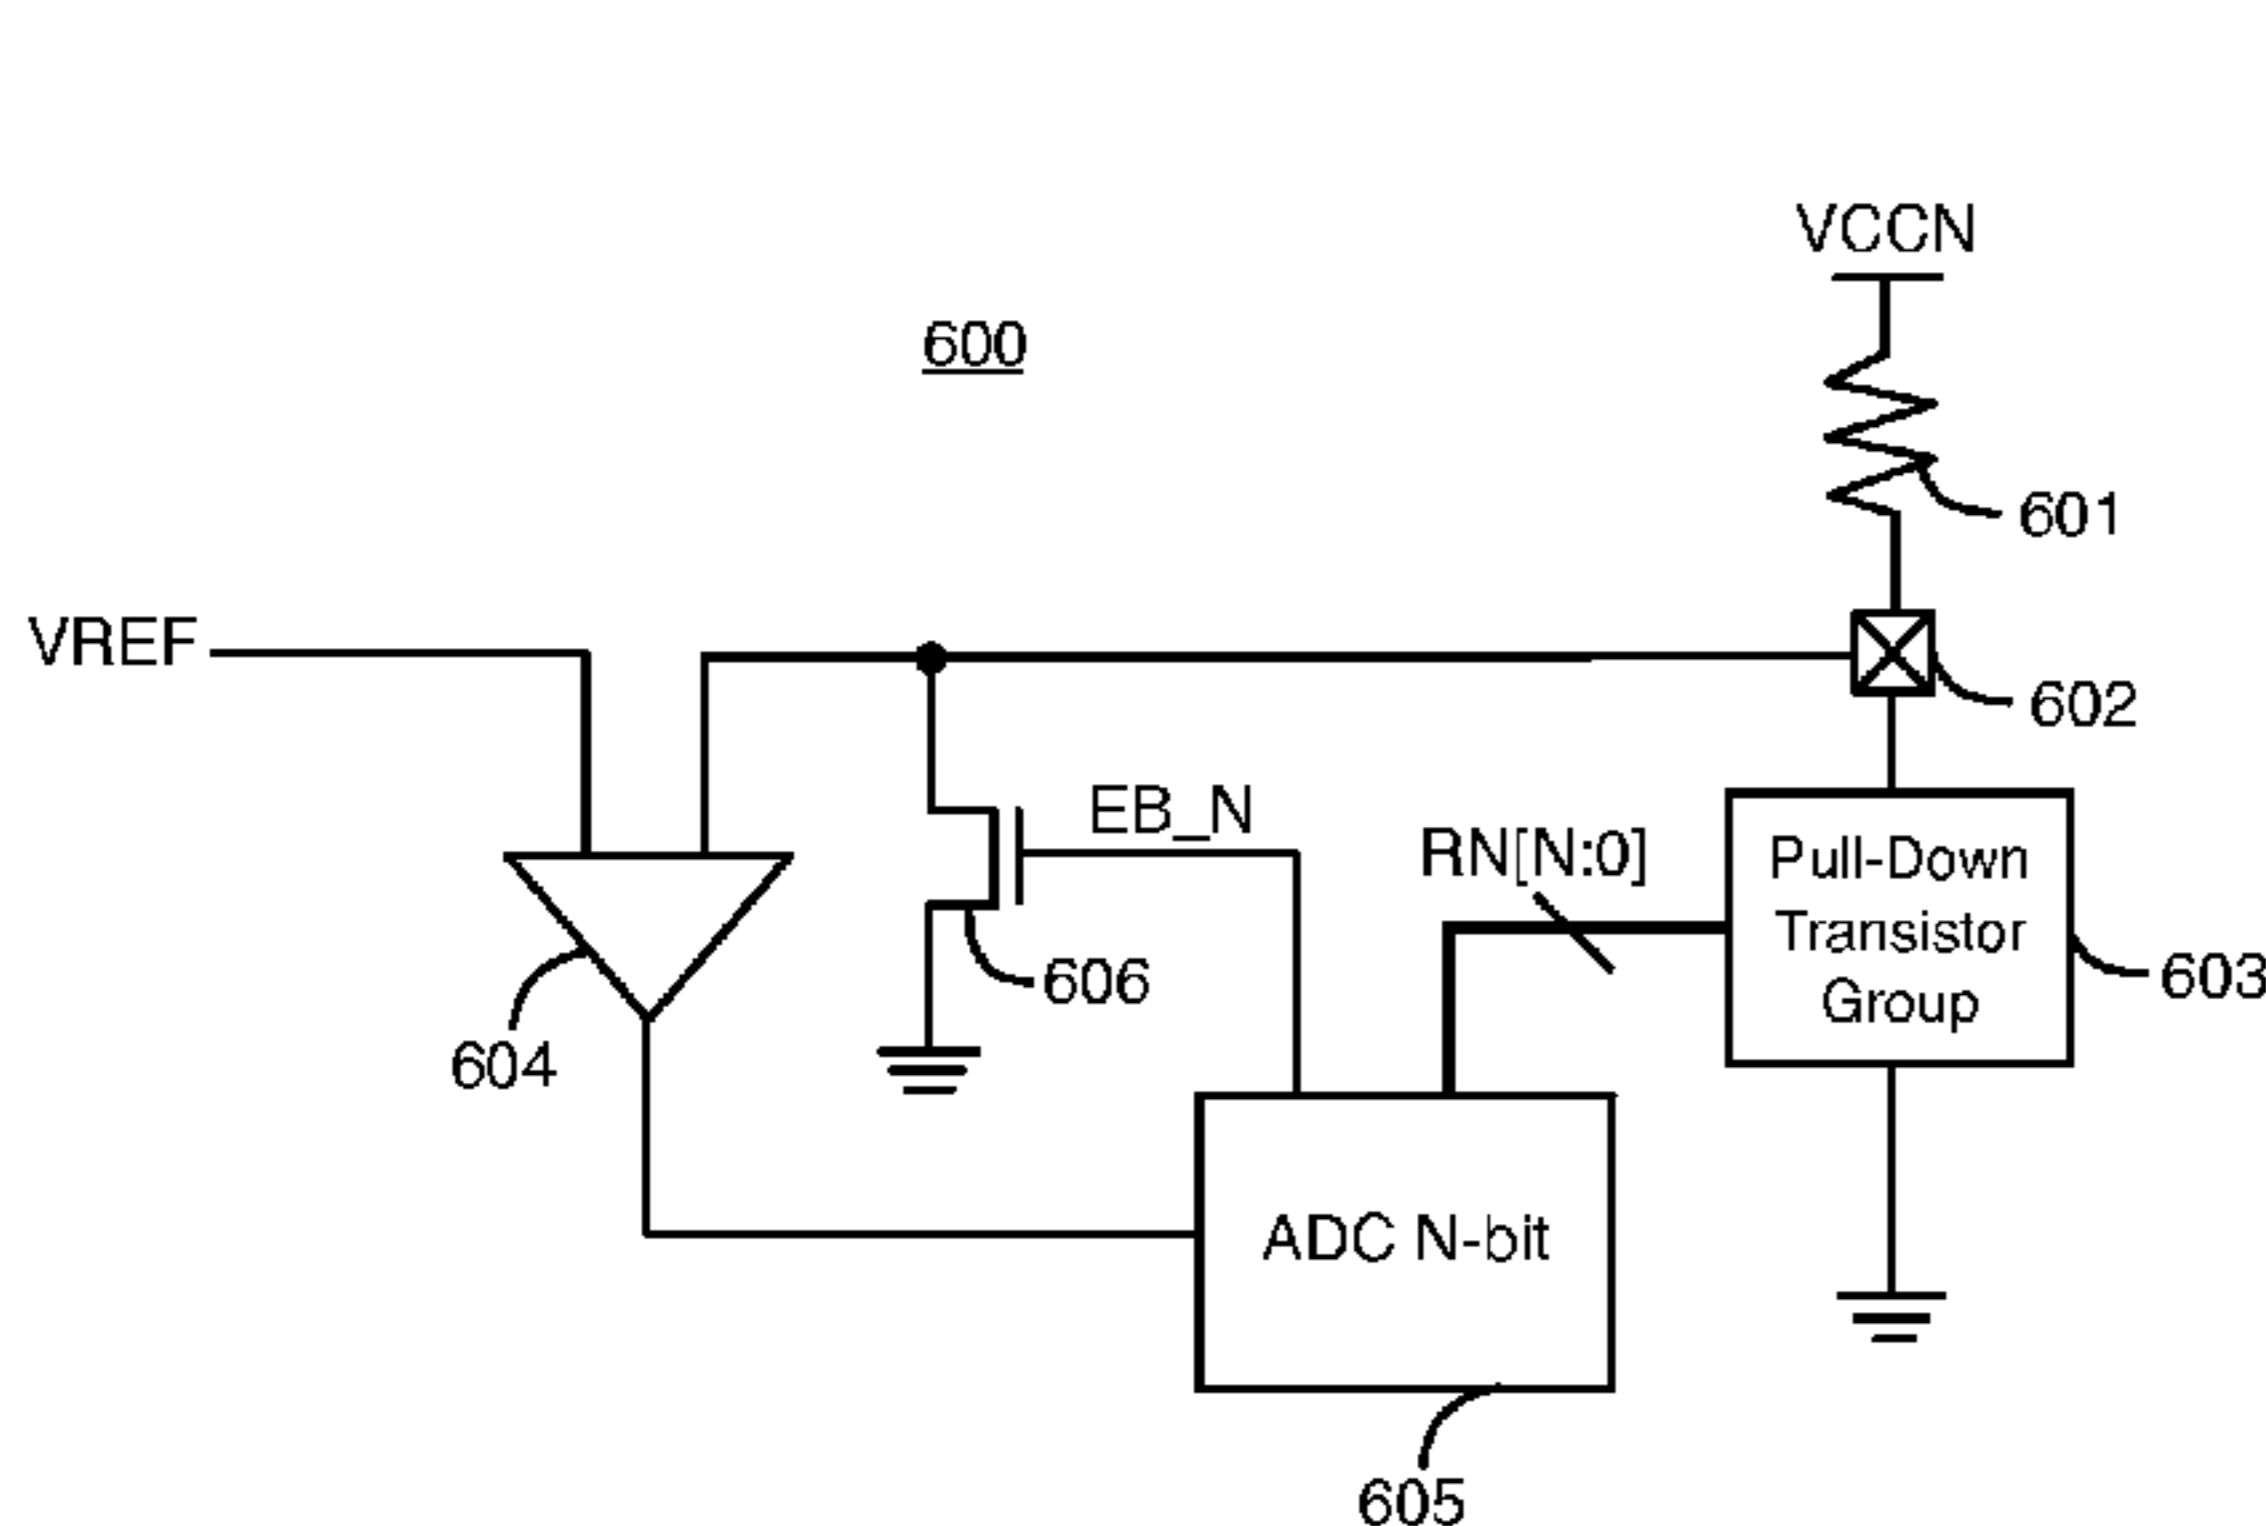 VCCN
600
601
VREF
602
EB_N
RN[N:0]
Pull-Down
Transistor
Group
606
603
604
ADC N-bit
605